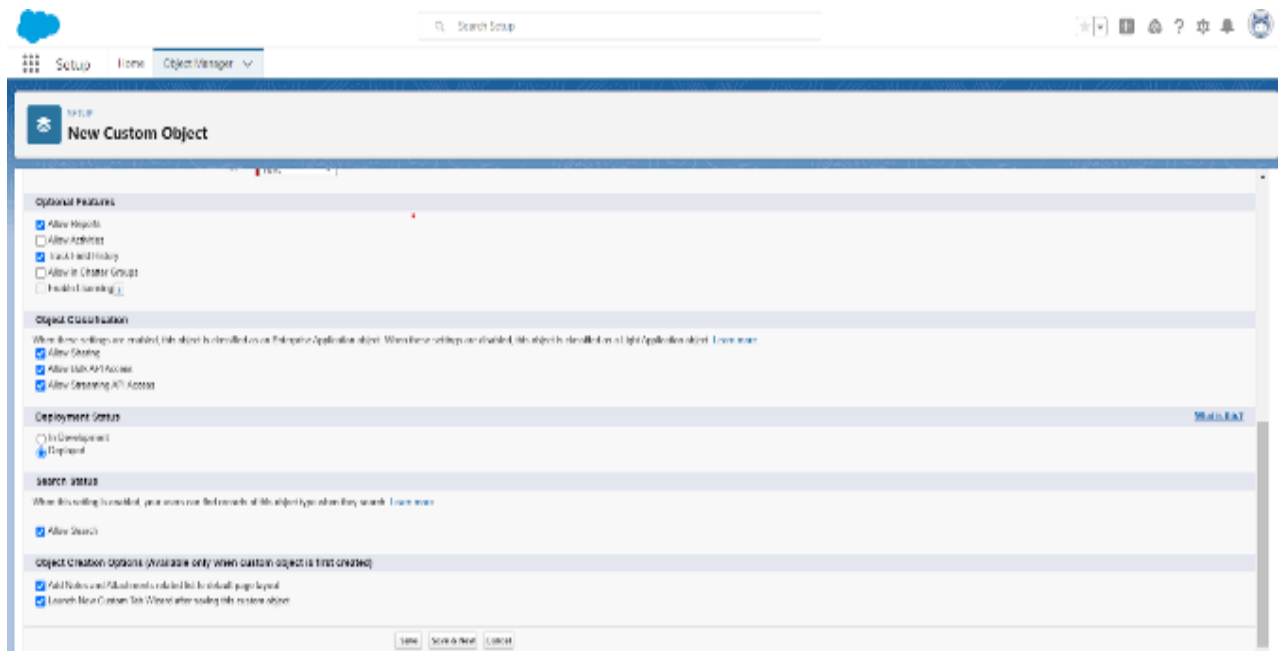 Search Setup
Setup Home Object Manager
SETUP
New Custom Object
Optional Features
Allow Reports
Allow Activities
Track Field History
Allow in Chatter Groups
Enable Licensing
Object Classification
When these settings are enabled, this object is classified as an Enterprise Application object. When these settings are disabled, this object is classified as a Light Application object. Learn more
Allow Sharing
Allow Bulk API Access
Allow Streaming API Access
Deployment Status What is this?
In Development
Deployed
Search Status
When this setting is enabled, your users can find records of this object type when they search. Learn more
Allow Search
Object Creation Options (Available only when custom object is first created)
Add Notes and Attachments related list to default page layout
Launch New Custom Tab Wizard after saving this custom object
Save Save & New Cancel